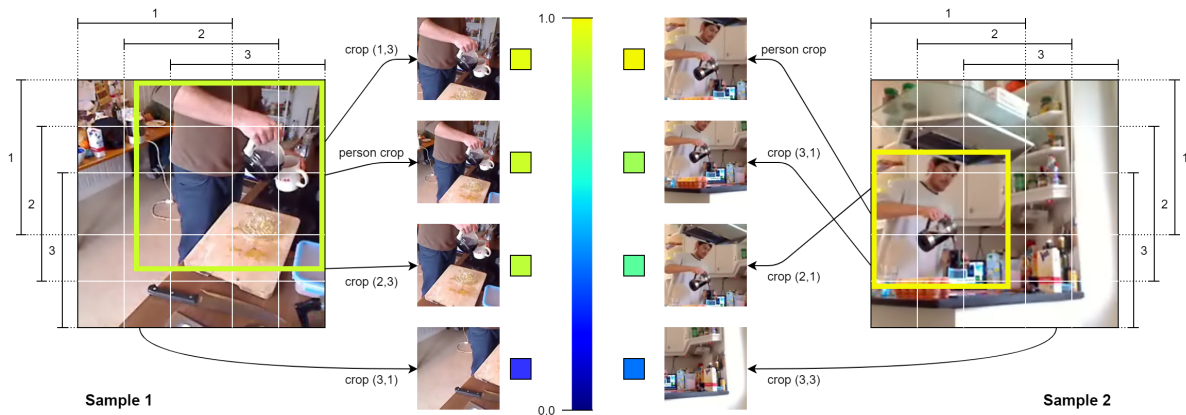 1
2
3
1
2
3
Sample 1
crop (1,3)
person crop
crop (2,3)
crop (3,1)
1.0
0.0
person crop
crop (3,1)
crop (2,1)
crop (3,3)
1
2
3
1
2
3
Sample 2